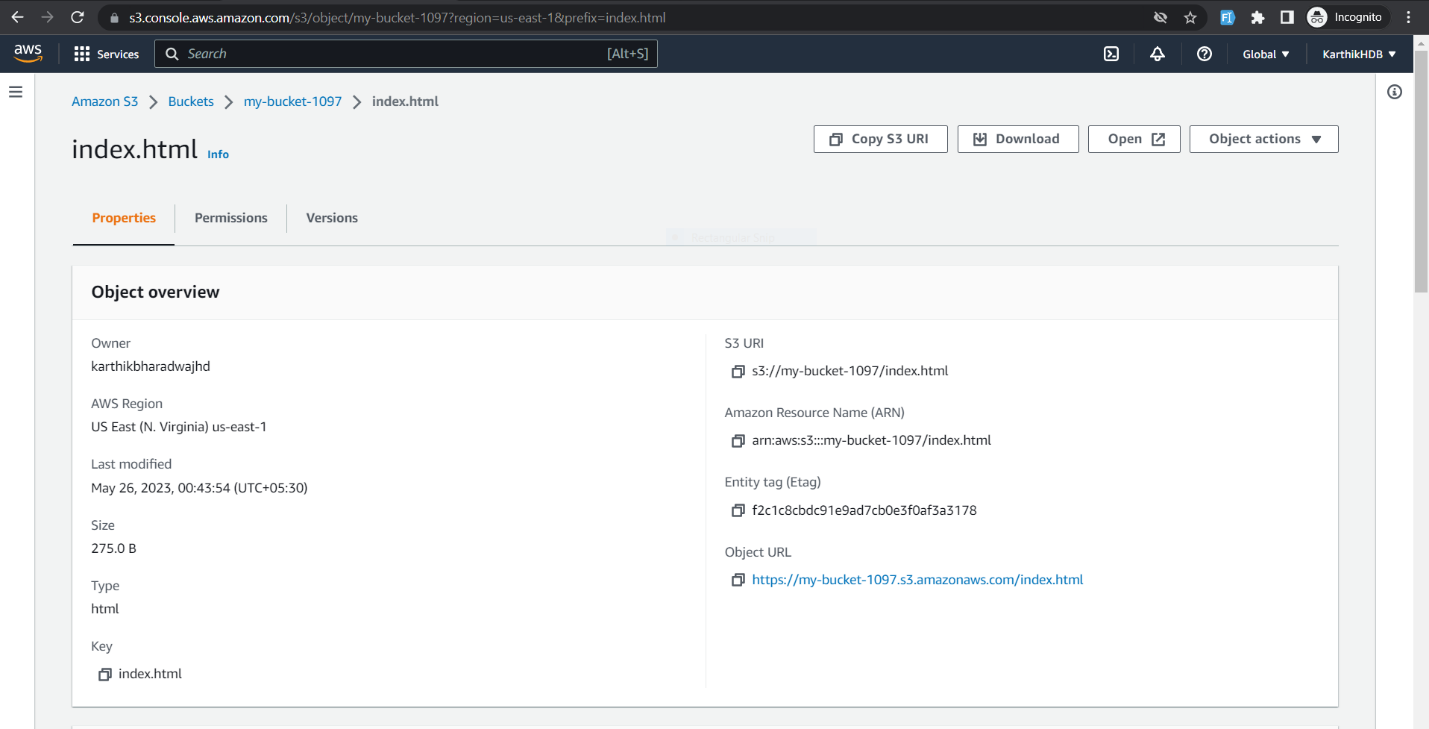 s3.console.aws.amazon.com/s3/object/my-bucket-1097?region=us-east-1&prefix=index.html
Incognito
aws Services Search [Alt+S] Global KarthikHDB
Amazon S3 Buckets my-bucket-1097 index.html
index.html Info
Copy S3 URI Download Open Object actions
Properties Permissions Versions
Object overview
Owner
karthikbharadwajhd
AWS Region
US East (N. Virginia) us-east-1
Last modified
May 26, 2023, 00:43:54 (UTC+05:30)
Size
275.0 B
Type
html
Key
index.html
S3 URI
s3://my-bucket-1097/index.html
Amazon Resource Name (ARN)
arn:aws:s3:::my-bucket-1097/index.html
Entity tag (Etag)
f2c1c8cbdc91e9ad7cb0e3f0af3a3178
Object URL
https://my-bucket-1097.s3.amazonaws.com/index.html